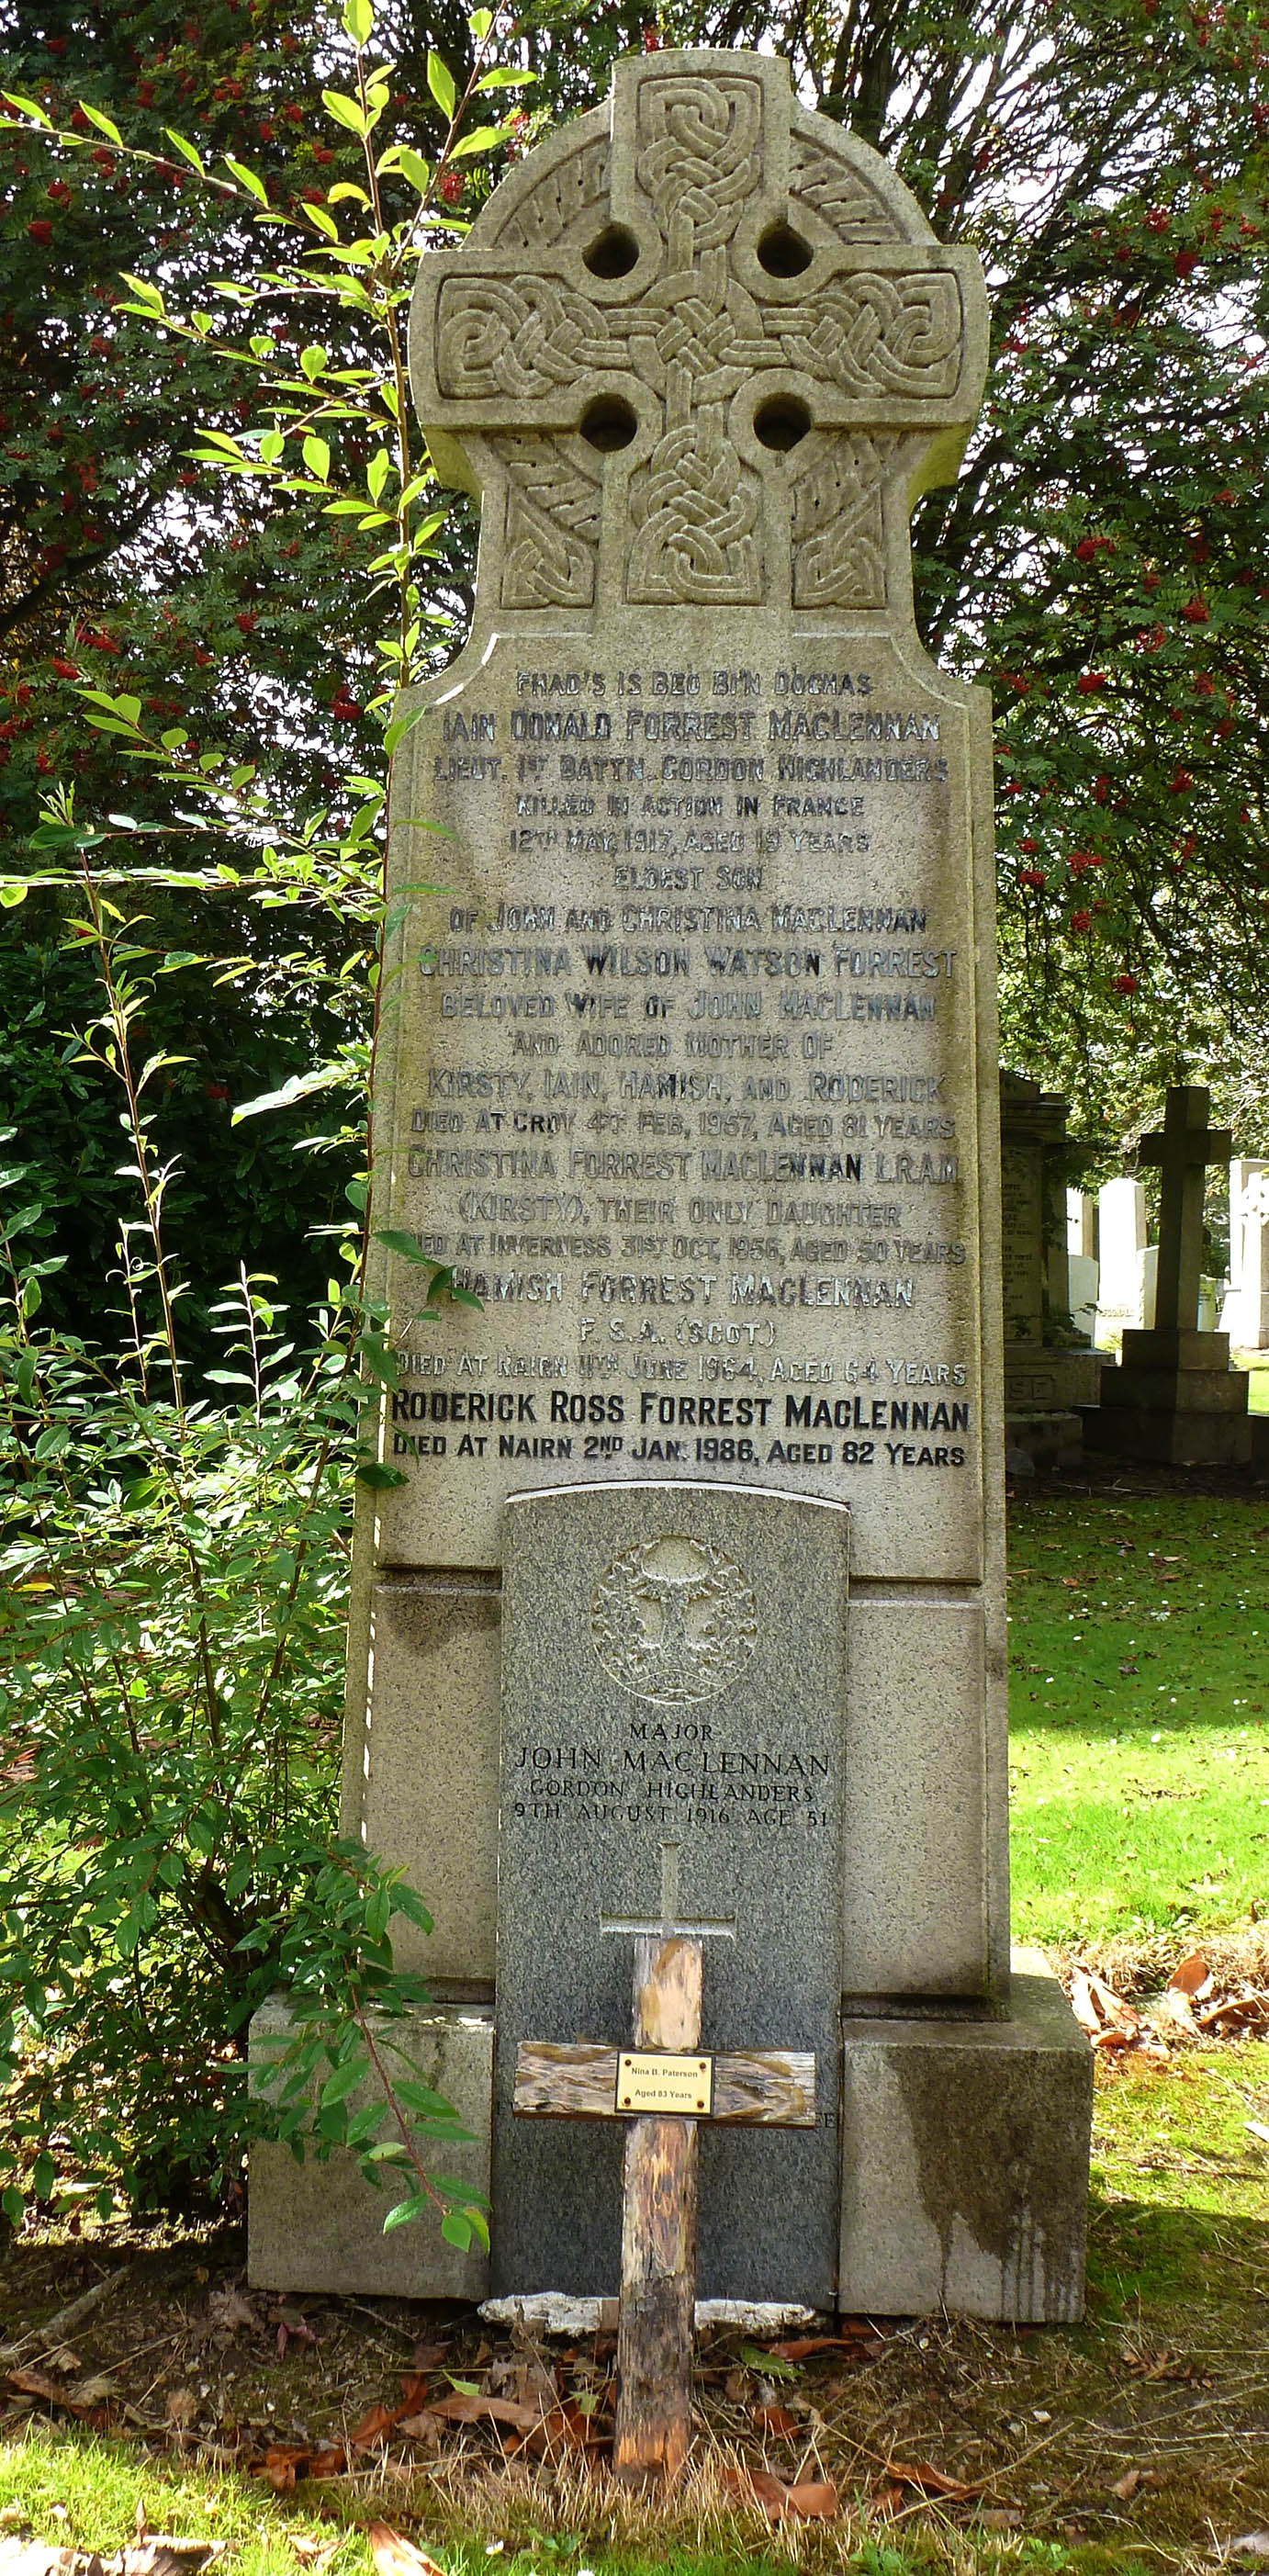 FHAD'S IS BEÒ BI'N DÒCHAS
IAIN DONALD FORREST MACLENNAN
LIEUT. 1ST BATTN. GORDON HIGHLANDERS
KILLED IN ACTION IN FRANCE
12TH MAY, 1917, AGED 19 YEARS
ELDEST SON
OF JOHN AND CHRISTINA MACLENNAN
CHRISTINA WILSON WATSON FORREST
BELOVED WIFE OF JOHN MACLENNAN
AND ADORED MOTHER OF
KIRSTY, IAIN, HAMISH, AND RODERICK
DIED AT CROY 4TH FEB, 1957, AGED 81 YEARS
CHRISTINA FORREST MACLENNAN L.R.A.M.
(KIRSTY), THEIR ONLY DAUGHTER
DIED AT INVERNESS 31ST OCT, 1956, AGED 50 YEARS
HAMISH FORREST MACLENNAN
F.S.A. (SCOT.)
DIED AT NAIRN 11TH JUNE 1964, AGED 64 YEARS
RODERICK ROSS FORREST MACLENNAN
DIED AT NAIRN 2ND JAN. 1986, AGED 82 YEARS
MAJOR
JOHN MACLENNAN
GORDON HIGHLANDERS
9TH AUGUST 1916 AGE 51
Nina D. Paterson
Aged 83 Years